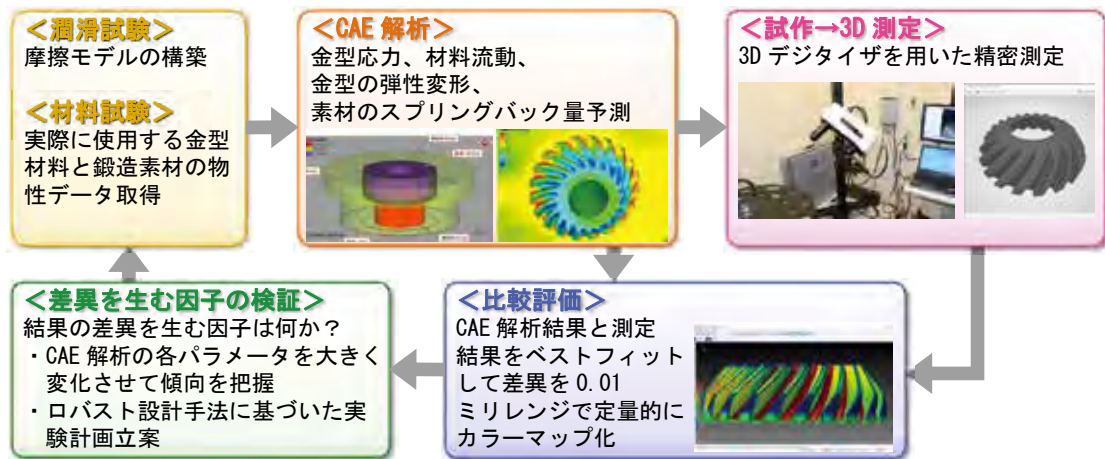 ＜潤滑試験＞
摩擦モデルの構築
＜材料試験＞
実際に使用する金型
材料と鍛造素材の物
性データ取得
＜CAE 解析＞
金型応力、材料流動、
金型の弾性変形、
素材のスプリングバック量予測
＜試作→3D 測定＞
3D デジタイザを用いた精密測定
＜差異を生む因子の検証＞
結果の差異を生む因子は何か？
・CAE 解析の各パラメータを大きく
変化させて傾向を把握
・ロバスト設計手法に基づいた実
験計画立案
＜比較評価＞
CAE 解析結果と測定
結果をベストフィット
して差異を 0.01
ミリレンジで定量的に
カラーマップ化